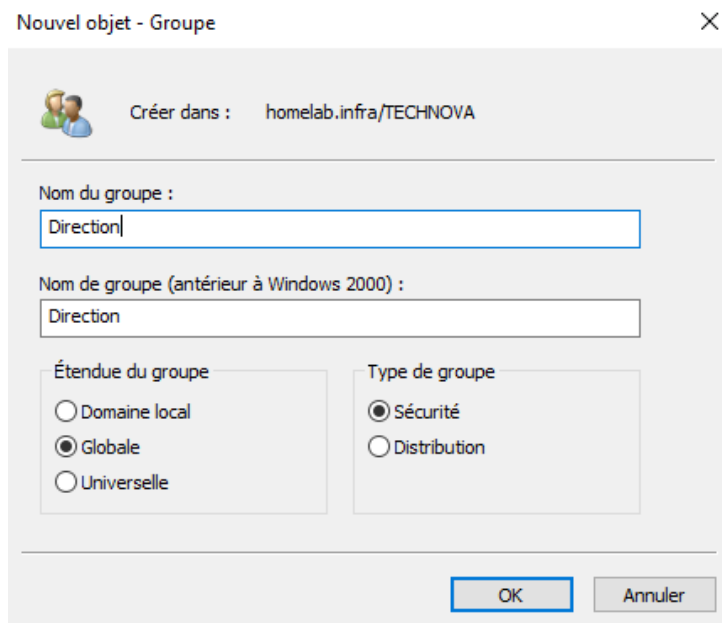 Nouvel objet - Groupe
Créer dans : homelab.infra/TECHNOVA
Nom du groupe :
Direction
Nom de groupe (antérieur à Windows 2000) :
Direction
Étendue du groupe
Domaine local
Globale
Universelle
Type de groupe
Sécurité
Distribution
OK Annuler